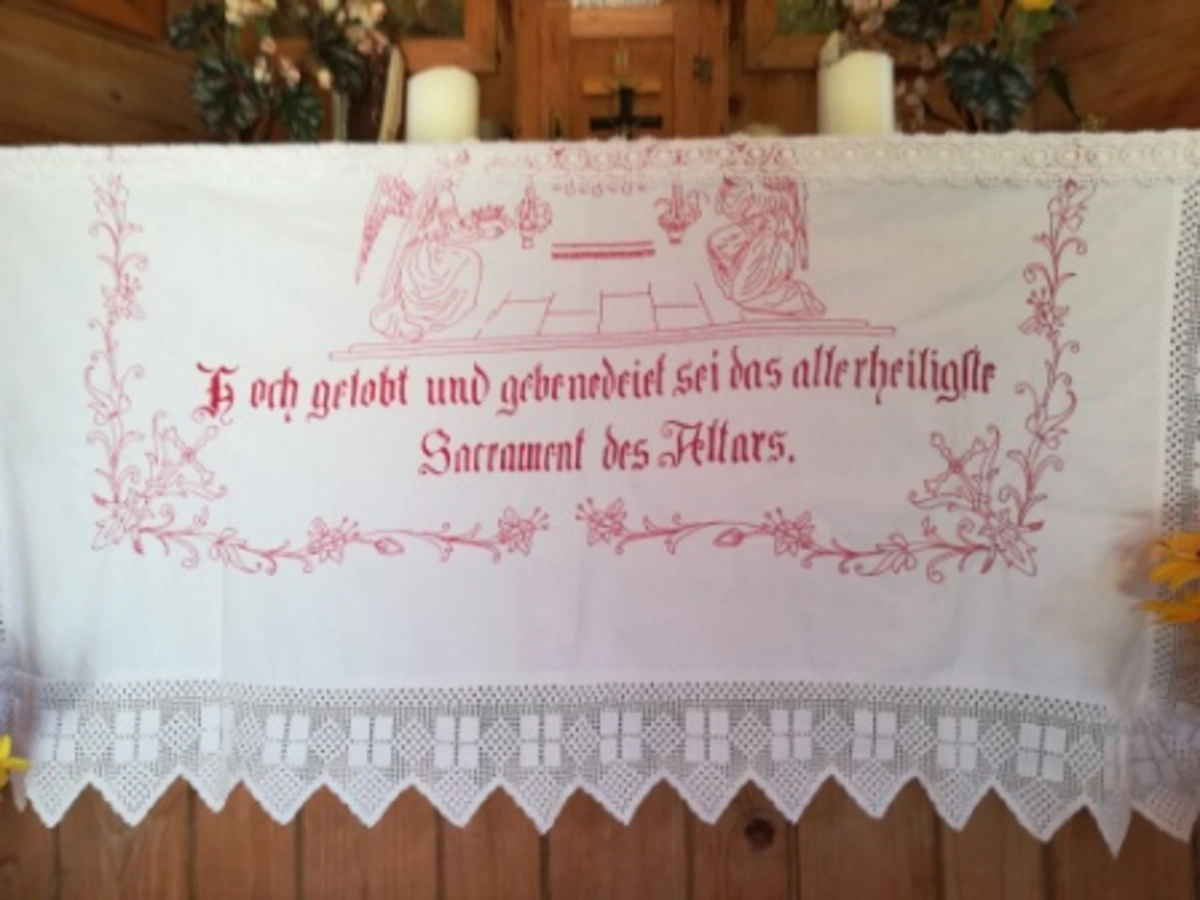 Hoch gelobt und gebenedeiet sei das allerheiligste
Sacrament des Altars.